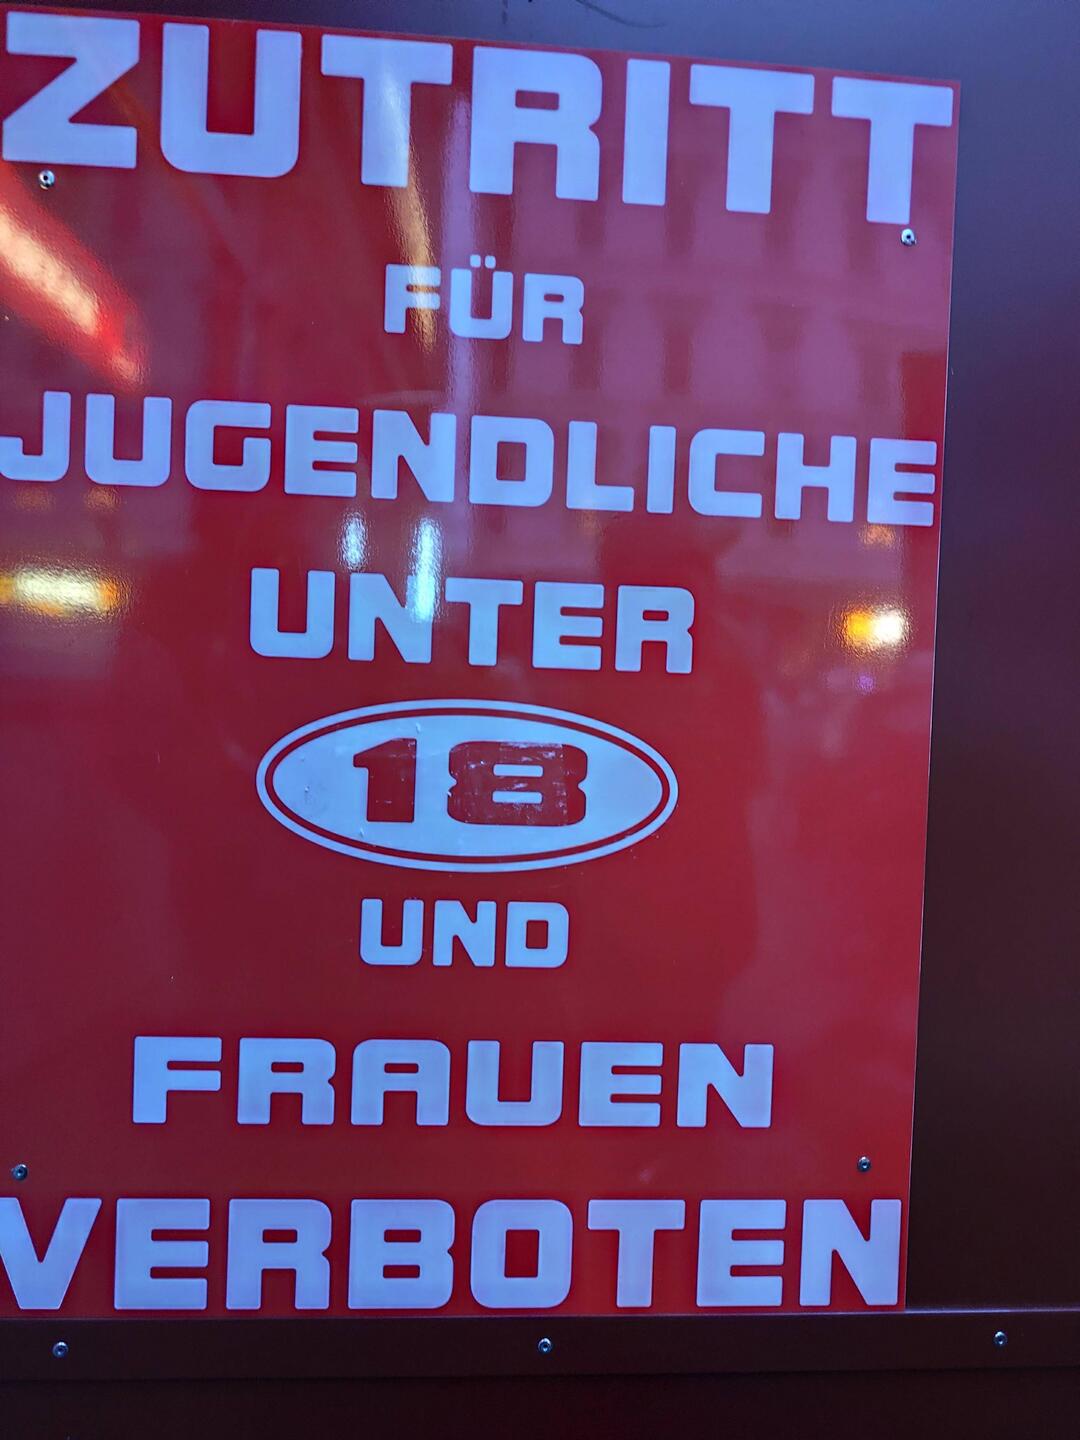 ZUTRITT
FÜR
JUGENDLICHE
UNTER
18
UND
FRAUEN
VERBOTEN